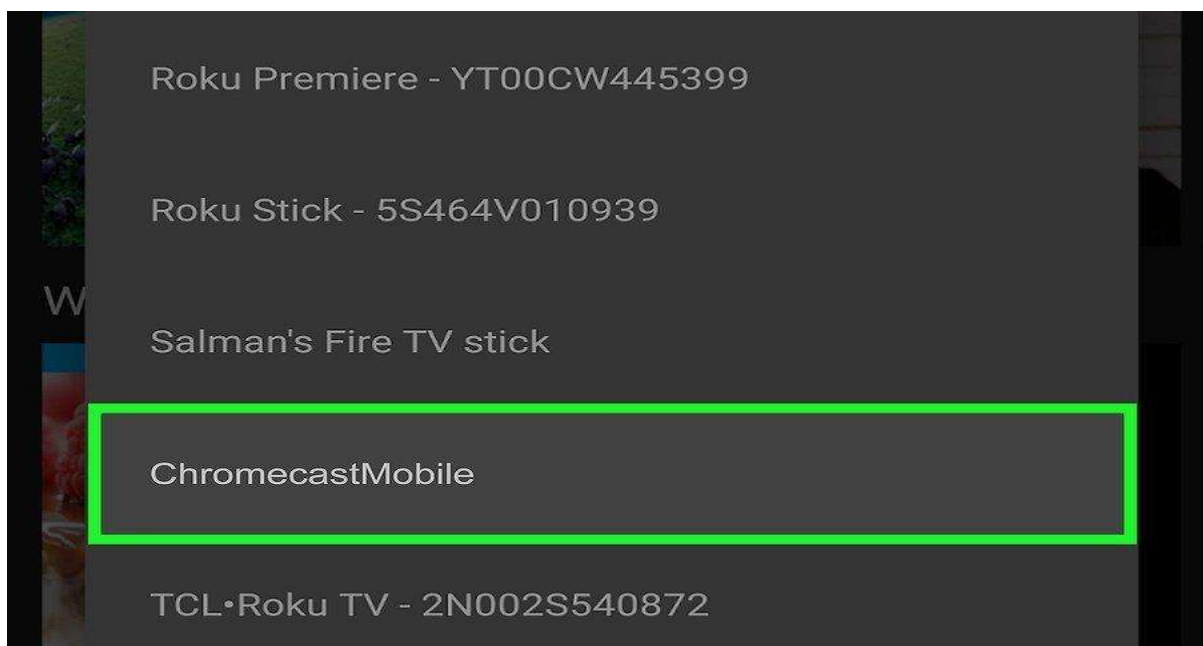 Roku Premiere - YT00CW445399
Roku Stick - 5S464V010939
W
Salman's Fire TV stick
ChromecastMobile
TCL•Roku TV - 2N002S540872